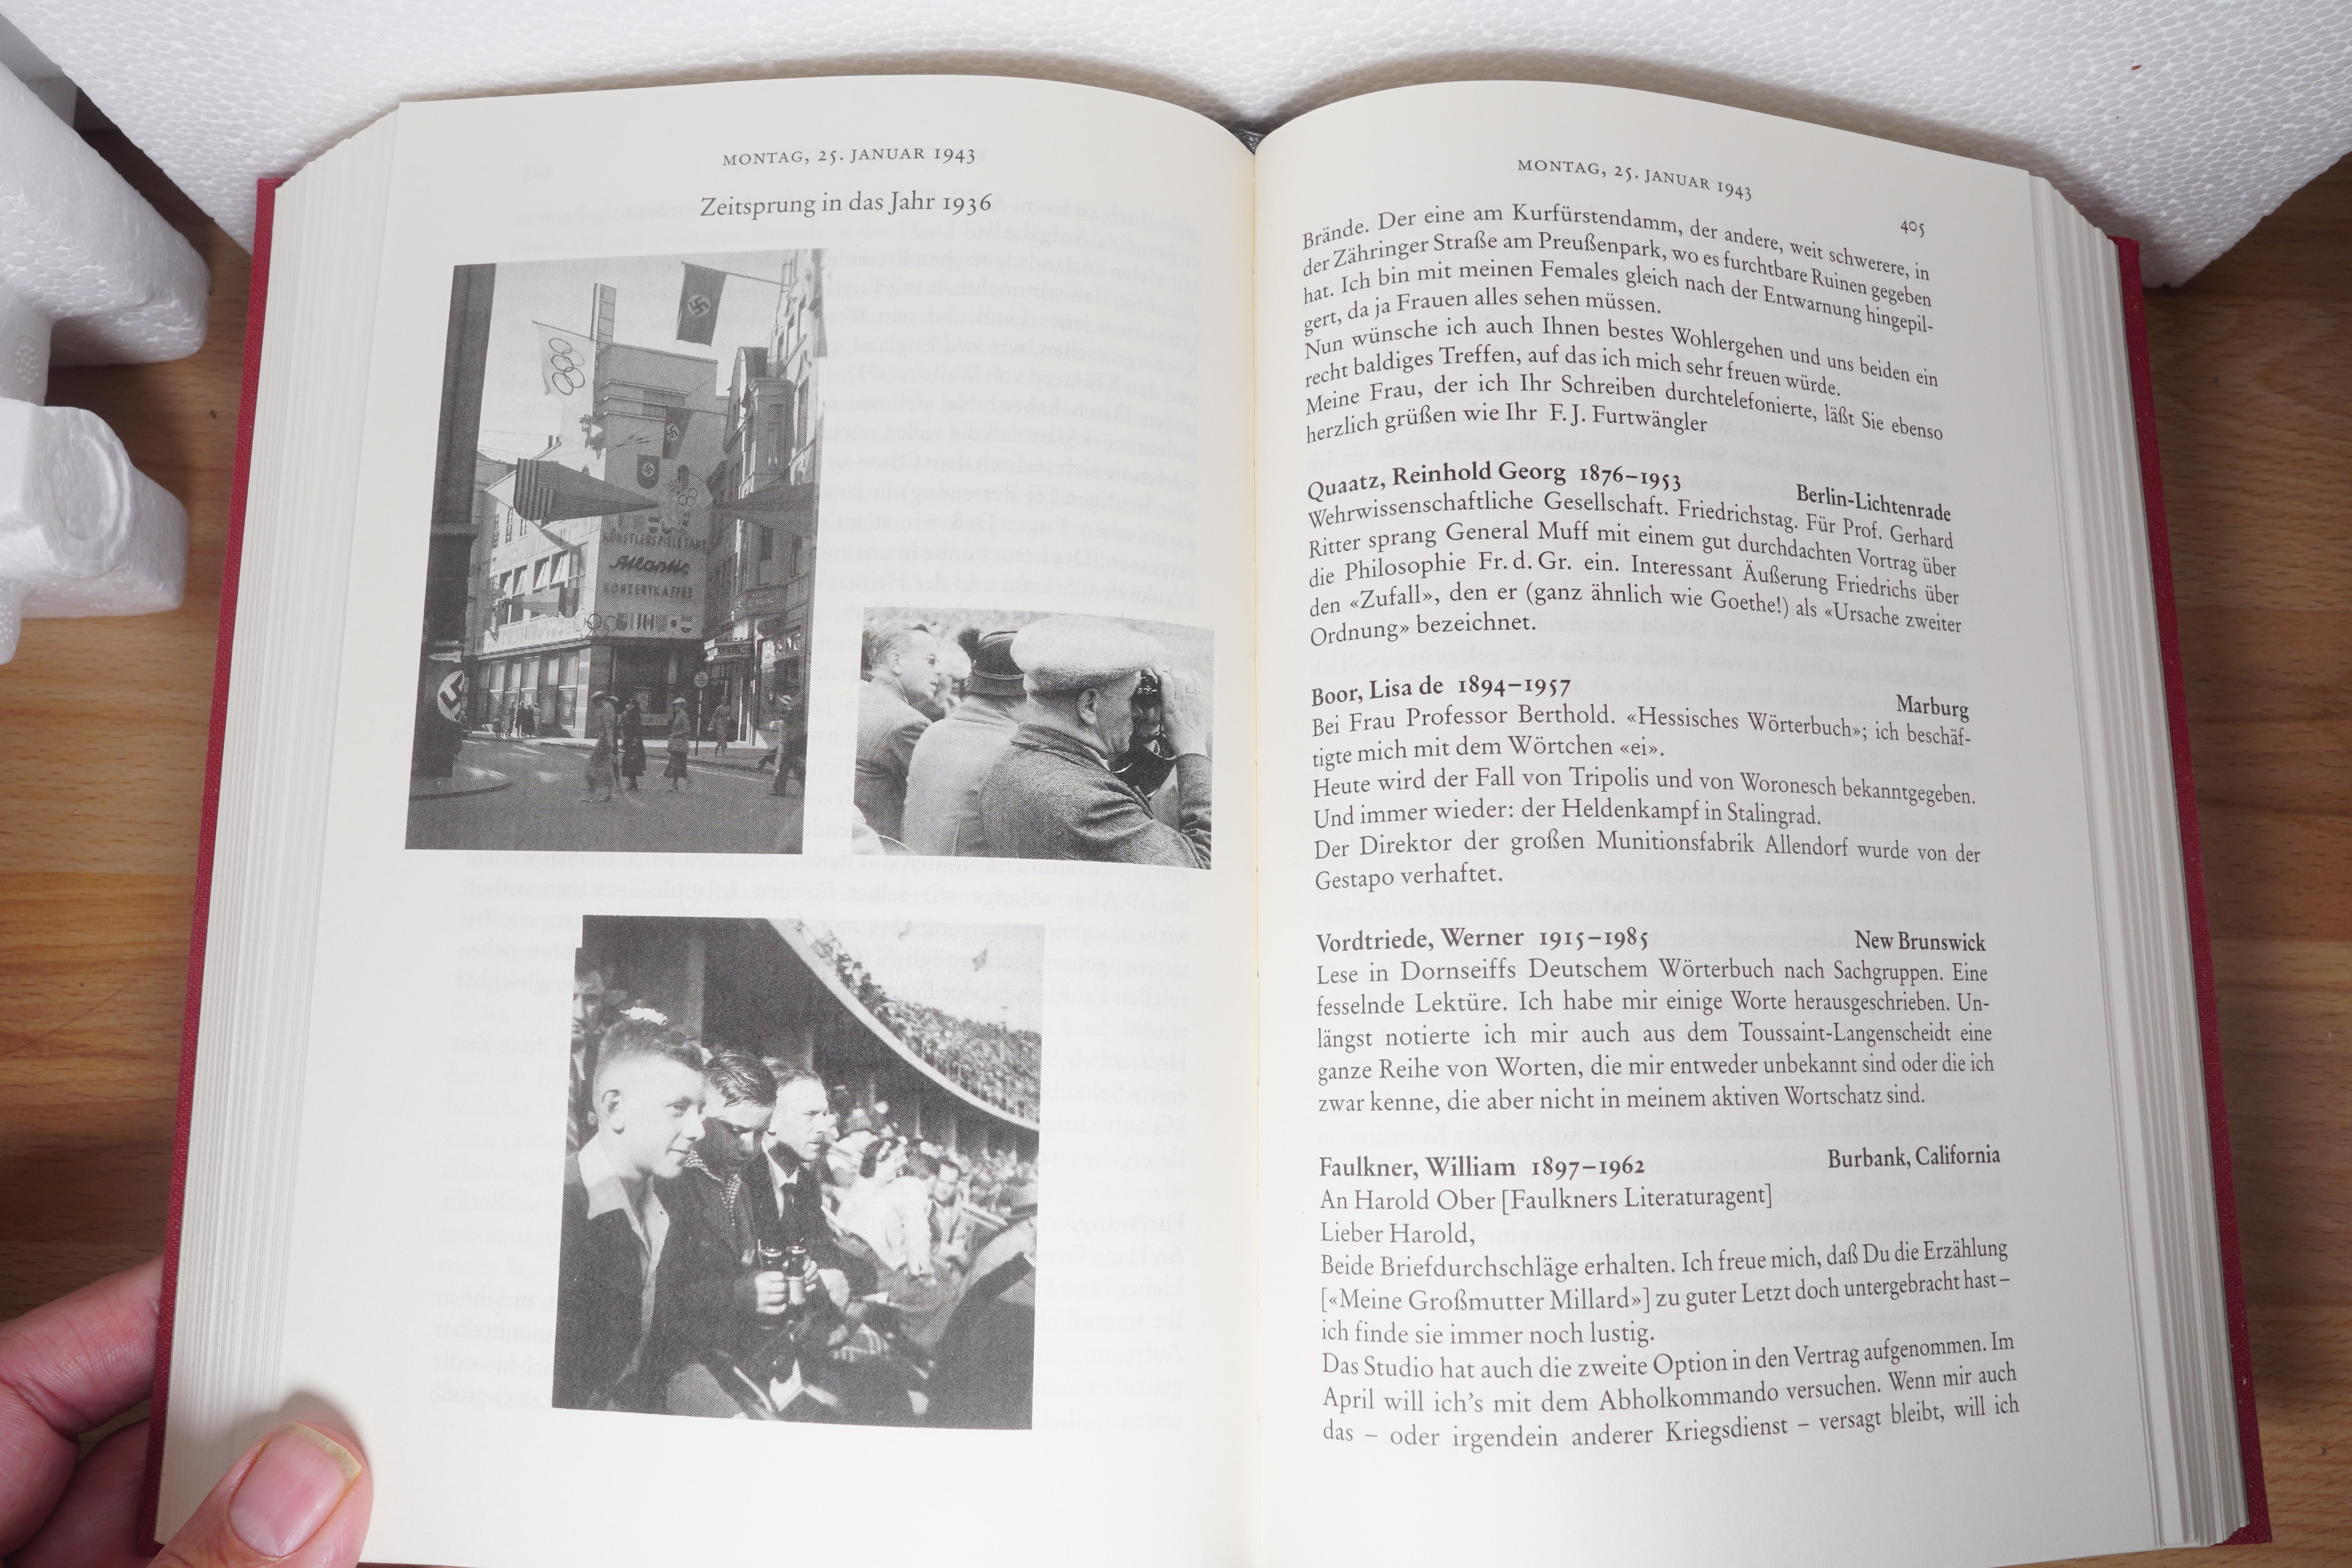 MONTAG, 25. JANUAR 1943
Zeitsprung in das Jahr 1936
KÜNSTLERSPIELE
Atlantic
KONZERTKAFFEE
MONTAG, 25. JANUAR 1943
405
Brände. Der eine am Kurfürstendamm, der andere, weit schwerere, in
der Zähringer Straße am Preußenpark, wo es furchtbare Ruinen gegeben
hat. Ich bin mit meinen Females gleich nach der Entwarnung hingepil-
gert, da ja Frauen alles sehen müssen.
Nun wünsche ich auch Ihnen bestes Wohlergehen und uns beiden ein
recht baldiges Treffen, auf das ich mich sehr freuen würde.
Meine Frau, der ich Ihr Schreiben durchtelefonierte, läßt Sie ebenso
herzlich grüßen wie Ihr F. J. Furtwängler
Quaatz, Reinhold Georg 1876–1953 Berlin-Lichtenrade
Wehrwissenschaftliche Gesellschaft. Friedrichstag. Für Prof. Gerhard
Ritter sprang General Muff mit einem gut durchdachten Vortrag über
die Philosophie Fr. d. Gr. ein. Interessant Äußerung Friedrichs über
den «Zufall», den er (ganz ähnlich wie Goethe!) als «Ursache zweiter
Ordnung» bezeichnet.
Boor, Lisa de 1894–1957 Marburg
Bei Frau Professor Berthold. «Hessisches Wörterbuch»; ich beschäf-
tigte mich mit dem Wörtchen «ei».
Heute wird der Fall von Tripolis und von Woronesch bekanntgegeben.
Und immer wieder: der Heldenkampf in Stalingrad.
Der Direktor der großen Munitionsfabrik Allendorf wurde von der
Gestapo verhaftet.
Vordtriede, Werner 1915–1985 New Brunswick
Lese in Dornseiffs Deutschem Wörterbuch nach Sachgruppen. Eine
fesselnde Lektüre. Ich habe mir einige Worte herausgeschrieben. Un-
längst notierte ich mir auch aus dem Toussaint-Langenscheidt eine
ganze Reihe von Worten, die mir entweder unbekannt sind oder die ich
zwar kenne, die aber nicht in meinem aktiven Wortschatz sind.
Faulkner, William 1897–1962 Burbank, California
An Harold Ober [Faulkners Literaturagent]
Lieber Harold,
Beide Briefdurchschläge erhalten. Ich freue mich, daß Du die Erzählung
[«Meine Großmutter Millard»] zu guter Letzt doch untergebracht hast –
ich finde sie immer noch lustig.
Das Studio hat auch die zweite Option in den Vertrag aufgenommen. Im
April will ich's mit dem Abholkommando versuchen. Wenn mir auch
das – oder irgendein anderer Kriegsdienst – versagt bleibt, will ich